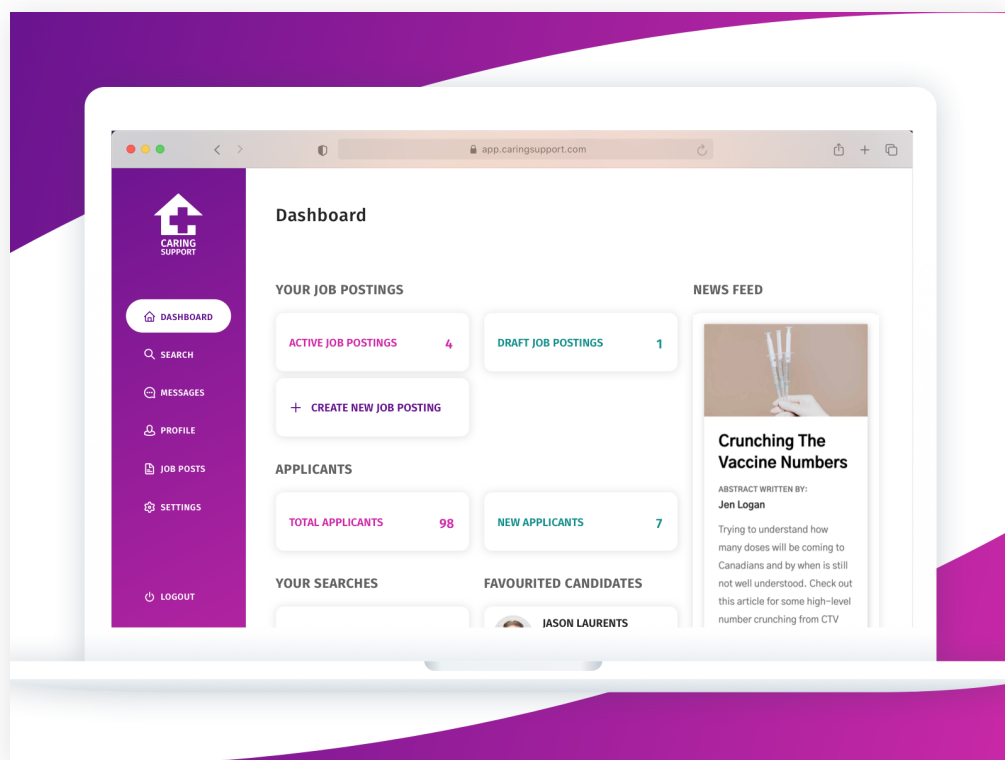 app.caringsupport.com
CARING
SUPPORT
DASHBOARD
SEARCH
MESSAGES
PROFILE
JOB POSTS
SETTINGS
LOGOUT
Dashboard
YOUR JOB POSTINGS
ACTIVE JOB POSTINGS 4
DRAFT JOB POSTINGS 1
+ CREATE NEW JOB POSTING
APPLICANTS
TOTAL APPLICANTS 98
NEW APPLICANTS 7
YOUR SEARCHES
FAVOURITED CANDIDATES
JASON LAURENTS
NEWS FEED
Crunching The
Vaccine Numbers
ABSTRACT WRITTEN BY:
Jen Logan
Trying to understand how
many doses will be coming to
Canadians and by when is still
not well understood. Check out
this article for some high-level
number crunching from CTV